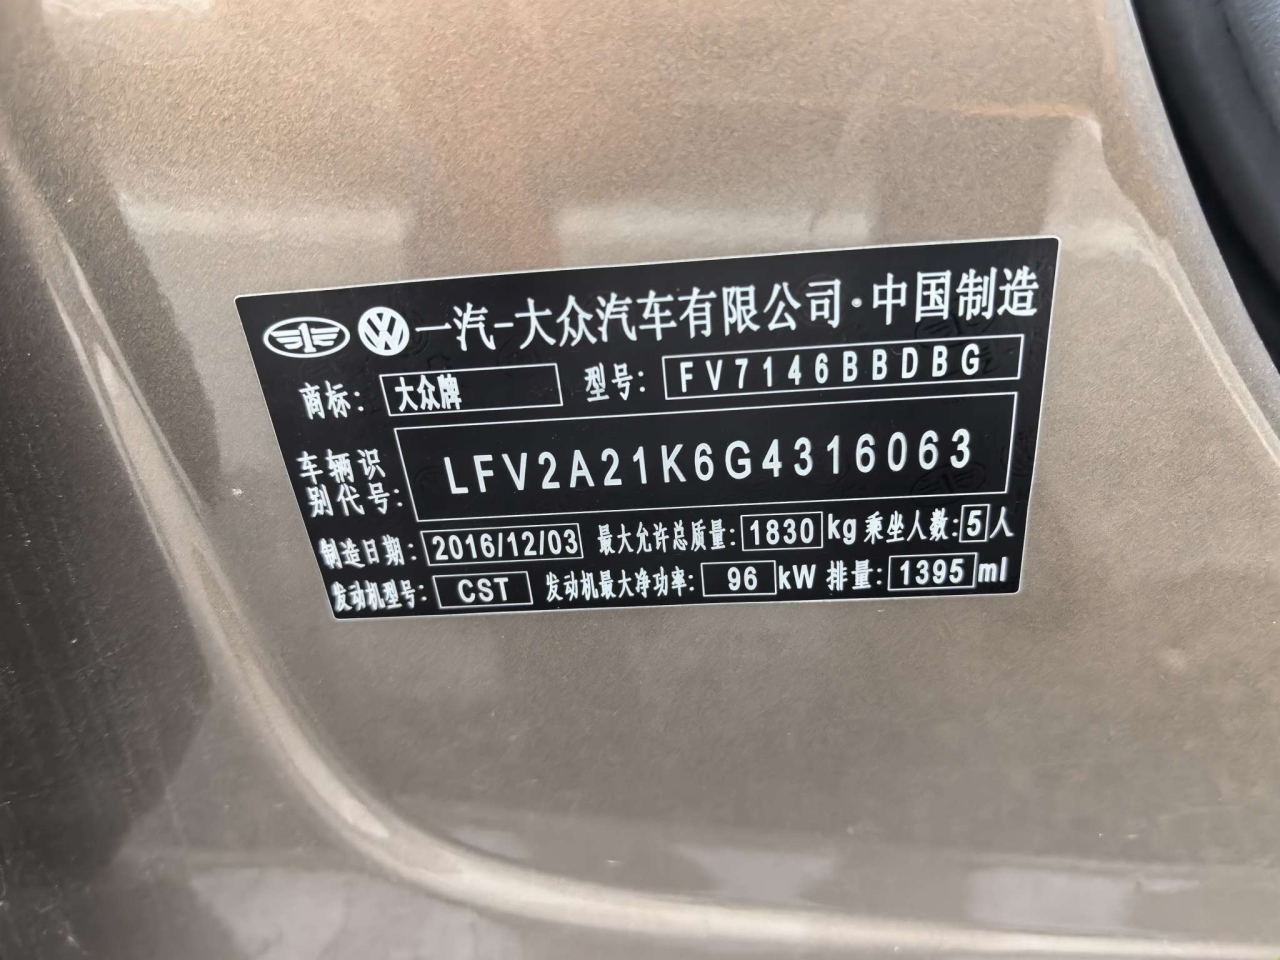 一汽-大众汽车有限公司·中国制造
商标: 大众牌 型号: FV7146BBDBG
车辆识别代号: LFV2A21K6G4316063
制造日期: 2016/12/03 最大允许总质量: 1830 kg 乘坐人数: 5 人
发动机型号: CST 发动机最大净功率: 96 kW 排量: 1395 ml